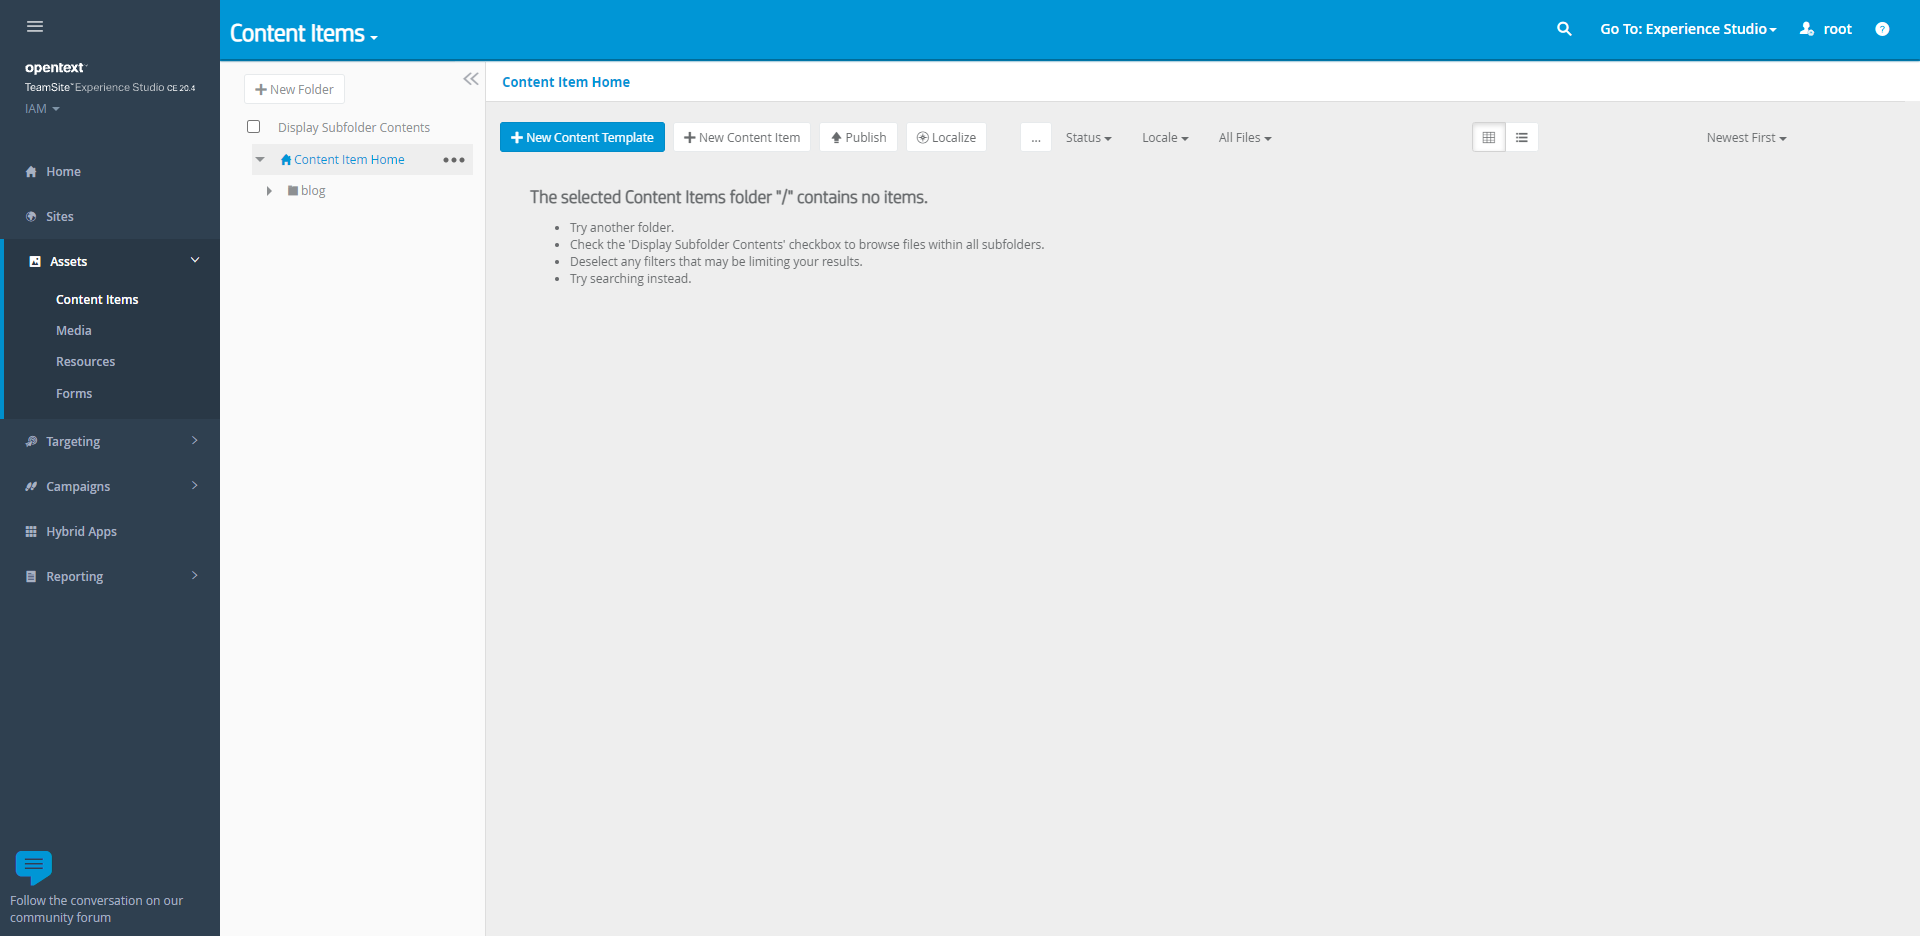 opentext™
TeamSite™ Experience Studio CE 20.4
IAM
Home
Sites
Assets
Content Items
Media
Resources
Forms
Targeting
Campaigns
Hybrid Apps
Reporting
Follow the conversation on our
community forum
Content Items
Go To: Experience Studio
root
?
New Folder
Display Subfolder Contents
Content Item Home
blog
Content Item Home
New Content Template
New Content Item
Publish
Localize
...
Status
Locale
All Files
Newest First
The selected Content Items folder "/" contains no items.
• Try another folder.
• Check the 'Display Subfolder Contents' checkbox to browse files within all subfolders.
• Deselect any filters that may be limiting your results.
• Try searching instead.